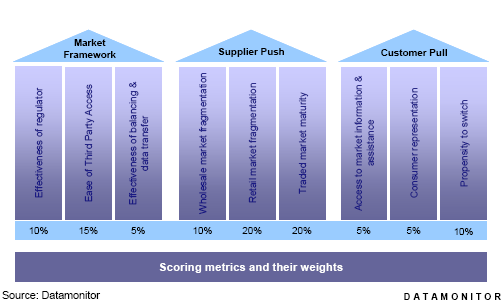 Market
Framework
Supplier Push
Customer Pull
Effectiveness of regulator
Ease of Third Party Access
Effectiveness of balancing &
data transfer
Wholesale market fragmentation
Retail market fragmentation
Traded market maturity
Access to market information &
assistance
Consumer representation
Propensity to switch
10% 15% 5% 10% 20% 20% 5% 5% 10%
Scoring metrics and their weights
Source: Datamonitor
DATAMONITOR